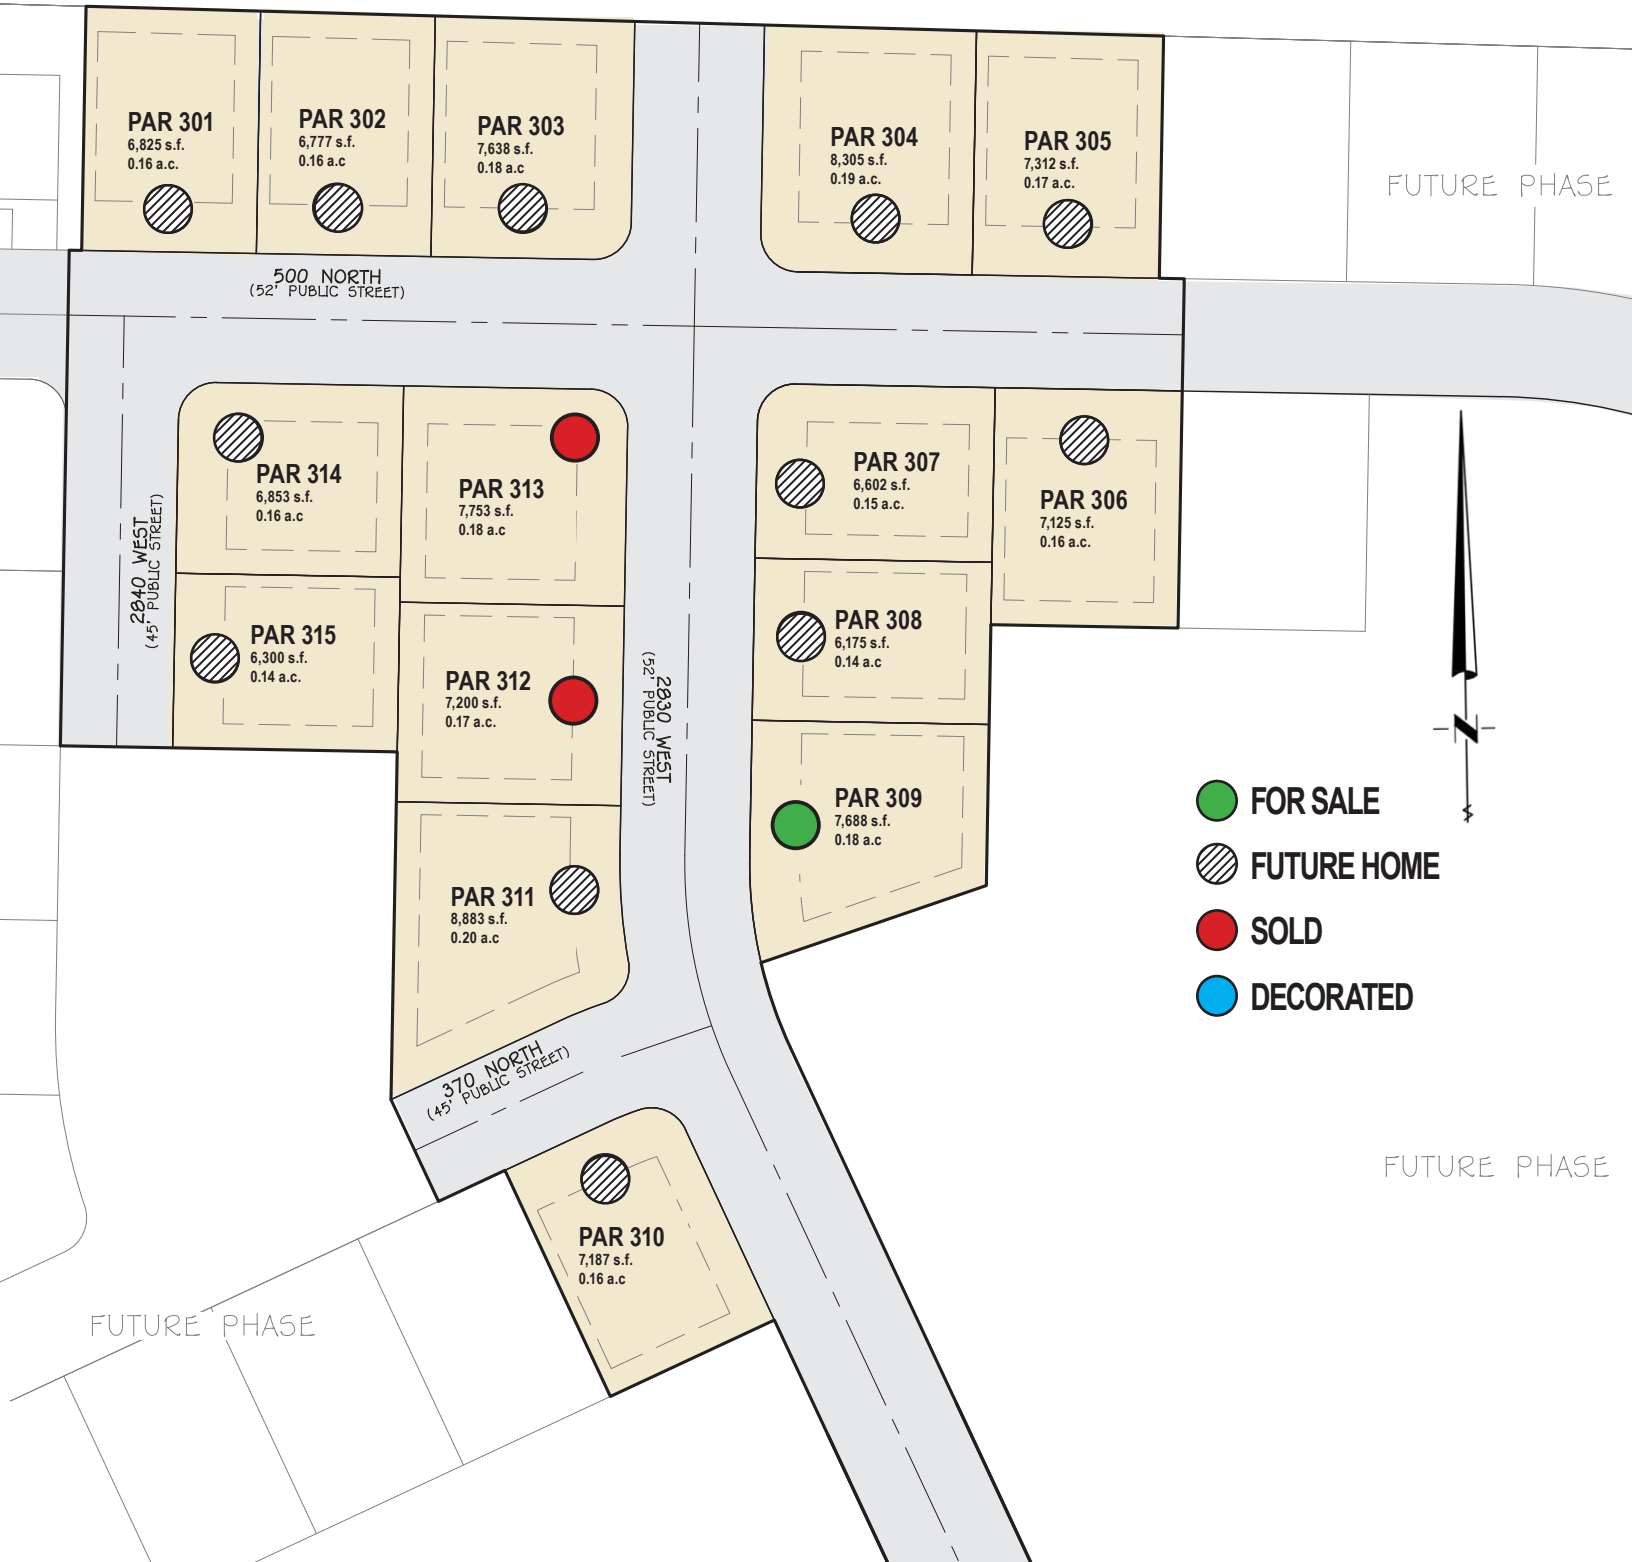 PAR 301
6,825 s.f.
0.16 a.c.
PAR 302
6,777 s.f.
0.16 a.c
PAR 303
7,638 s.f.
0.18 a.c
PAR 304
8,305 s.f.
0.19 a.c.
PAR 305
7,312 s.f.
0.17 a.c.
FUTURE PHASE
500 NORTH
(52' PUBLIC STREET)
PAR 314
6,853 s.f.
0.16 a.c
PAR 313
7,753 s.f.
0.18 a.c
PAR 307
6,602 s.f.
0.15 a.c.
PAR 306
7,125 s.f.
0.16 a.c.
2840 WEST
(45' PUBLIC STREET)
PAR 315
6,300 s.f.
0.14 a.c.
PAR 312
7,200 s.f.
0.17 a.c.
2830 WEST
(52' PUBLIC STREET)
PAR 308
6,175 s.f.
0.14 a.c
PAR 309
7,688 s.f.
0.18 a.c
N
FOR SALE
FUTURE HOME
SOLD
DECORATED
PAR 311
8,883 s.f.
0.20 a.c
370 NORTH
(45' PUBLIC STREET)
PAR 310
7,187 s.f.
0.16 a.c
FUTURE PHASE
FUTURE PHASE